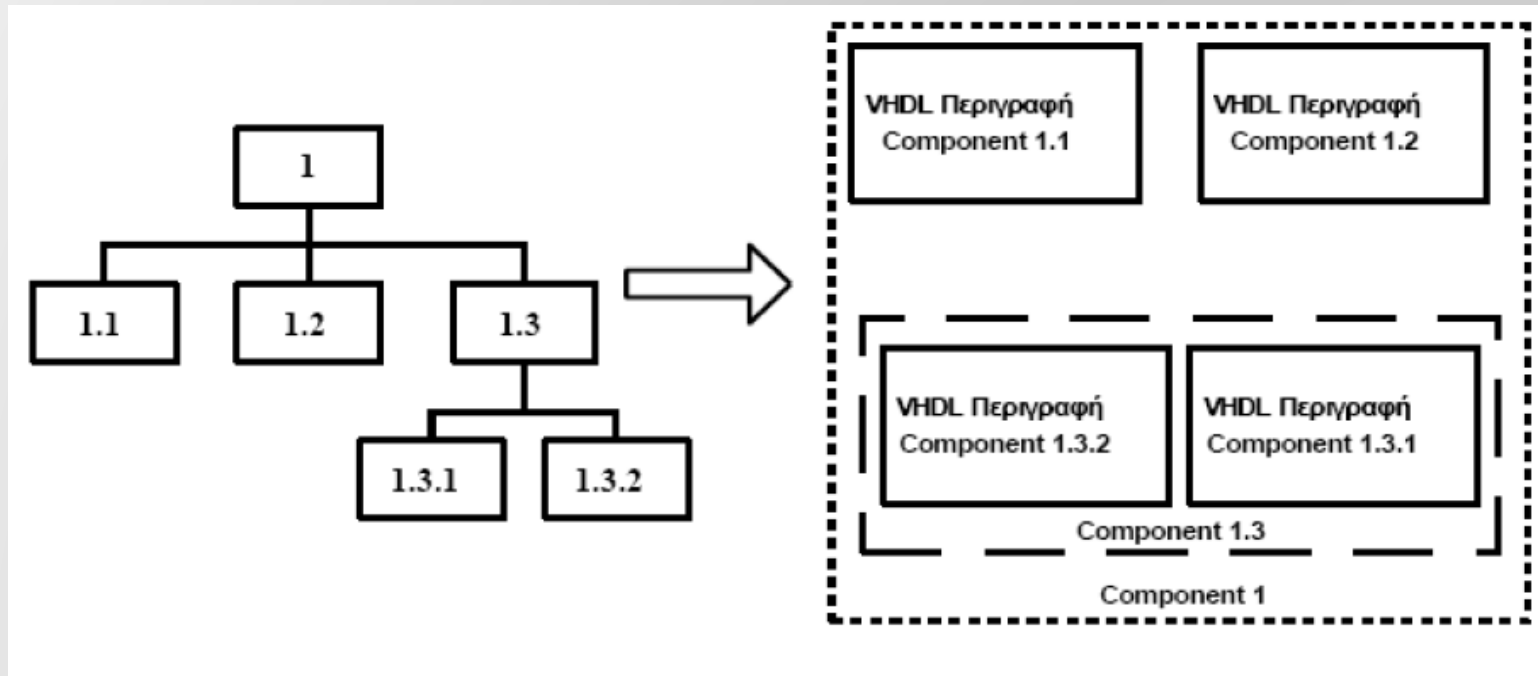 1
1.1
1.2
1.3
1.3.1
1.3.2
VHDL Περιγραφή
Component 1.1
VHDL Περιγραφή
Component 1.2
VHDL Περιγραφή
Component 1.3.2
VHDL Περιγραφή
Component 1.3.1
Component 1.3
Component 1